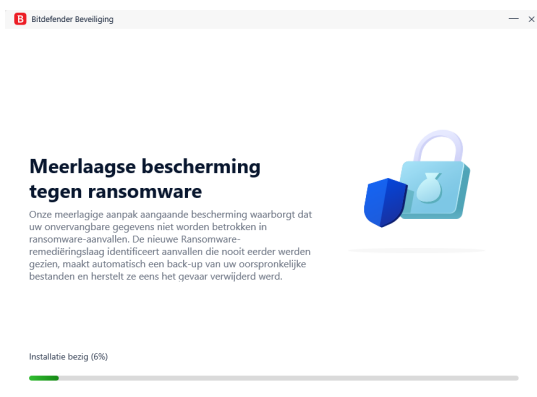 B Bitdefender Beveiliging
Meerlaagse bescherming
tegen ransomware
Onze meerlagige aanpak aangaande bescherming waarborgt dat
uw onvervangbare gegevens niet worden betrokken in
ransomware-aanvallen. De nieuwe Ransomware-
remediëringslaag identificeert aanvallen die nooit eerder werden
gezien, maakt automatisch een back-up van uw oorspronkelijke
bestanden en herstelt ze eens het gevaar verwijderd werd.
Installatie bezig (6%)